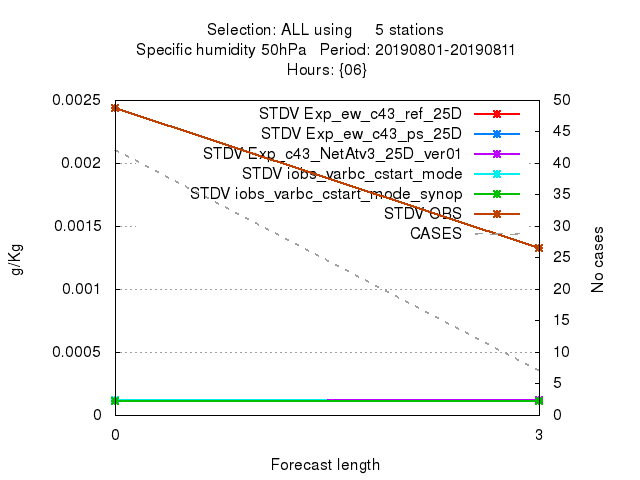 Selection: ALL using 5 stations
Specific humidity 50hPa Period: 20190801-20190811
Hours: {06}
0.0025
0.002
0.0015
0.001
0.0005
0
g/Kg
STDV Exp_ew_c43_ref_25D
STDV Exp_ew_c43_ps_25D
STDV Exp_c43_NetAtv3_25D_ver01
STDV iobs_varbc_cstart_mode
STDV iobs_varbc_cstart_mode_synop
STDV OBS
CASES
50
45
40
35
30
25
20
15
10
5
0
No cases
0
3
Forecast length